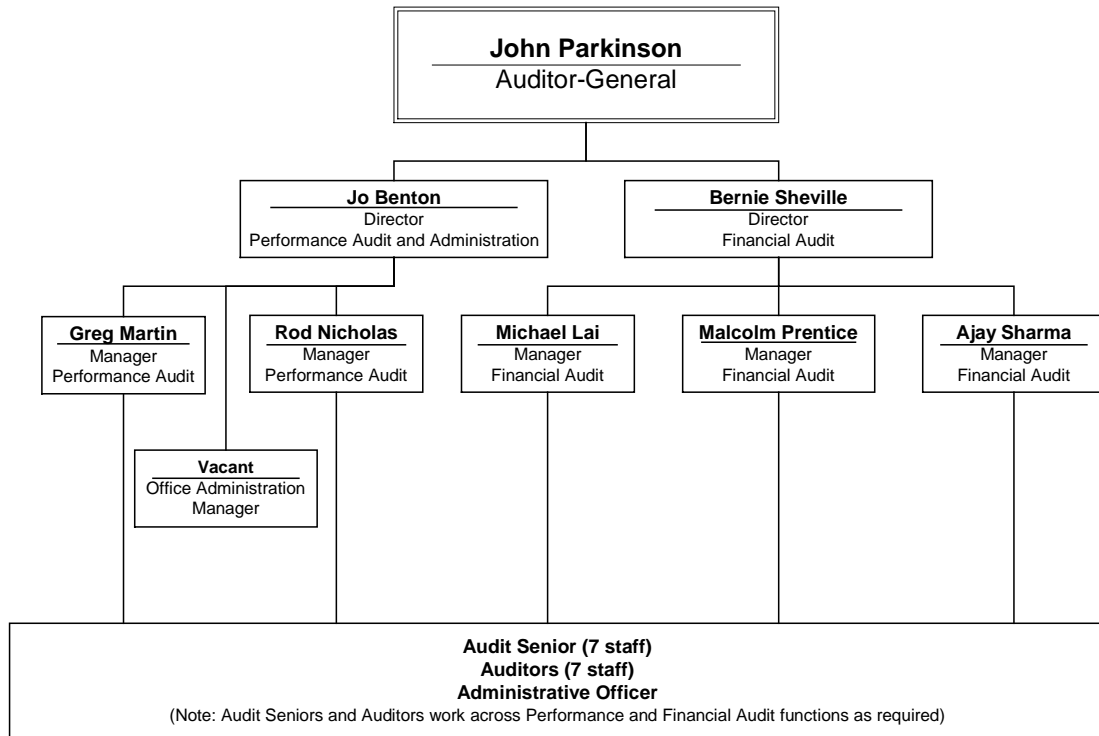 John Parkinson
Auditor-General
Jo Benton
Director
Performance Audit and Administration
Bernie Sheville
Director
Financial Audit
Greg Martin
Manager
Performance Audit
Rod Nicholas
Manager
Performance Audit
Michael Lai
Manager
Financial Audit
Malcolm Prentice
Manager
Financial Audit
Ajay Sharma
Manager
Financial Audit
Vacant
Office Administration
Manager
Audit Senior (7 staff)
Auditors (7 staff)
Administrative Officer
(Note: Audit Seniors and Auditors work across Performance and Financial Audit functions as required)